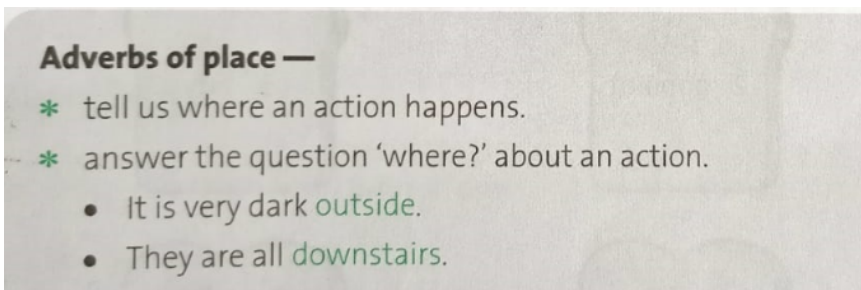 Adverbs of place —
* tell us where an action happens.
* answer the question ‘where?’ about an action.
• It is very dark outside.
• They are all downstairs.